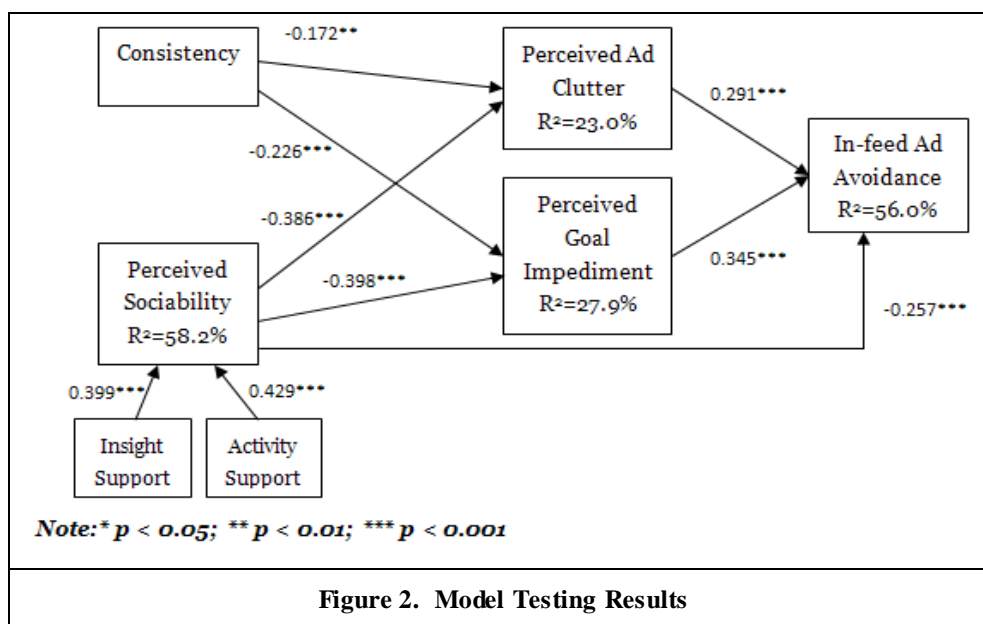 Consistency
-0.172**
Perceived Ad
Clutter
R²=23.0%
0.291***
In-feed Ad
Avoidance
R²=56.0%
-0.226***
-0.386***
Perceived
Goal
Impediment
R²=27.9%
0.345***
Perceived
Sociability
R²=58.2%
-0.398***
-0.257***
0.399***
0.429***
Insight
Support
Activity
Support
Note:* p < 0.05; ** p < 0.01; *** p < 0.001
Figure 2. Model Testing Results